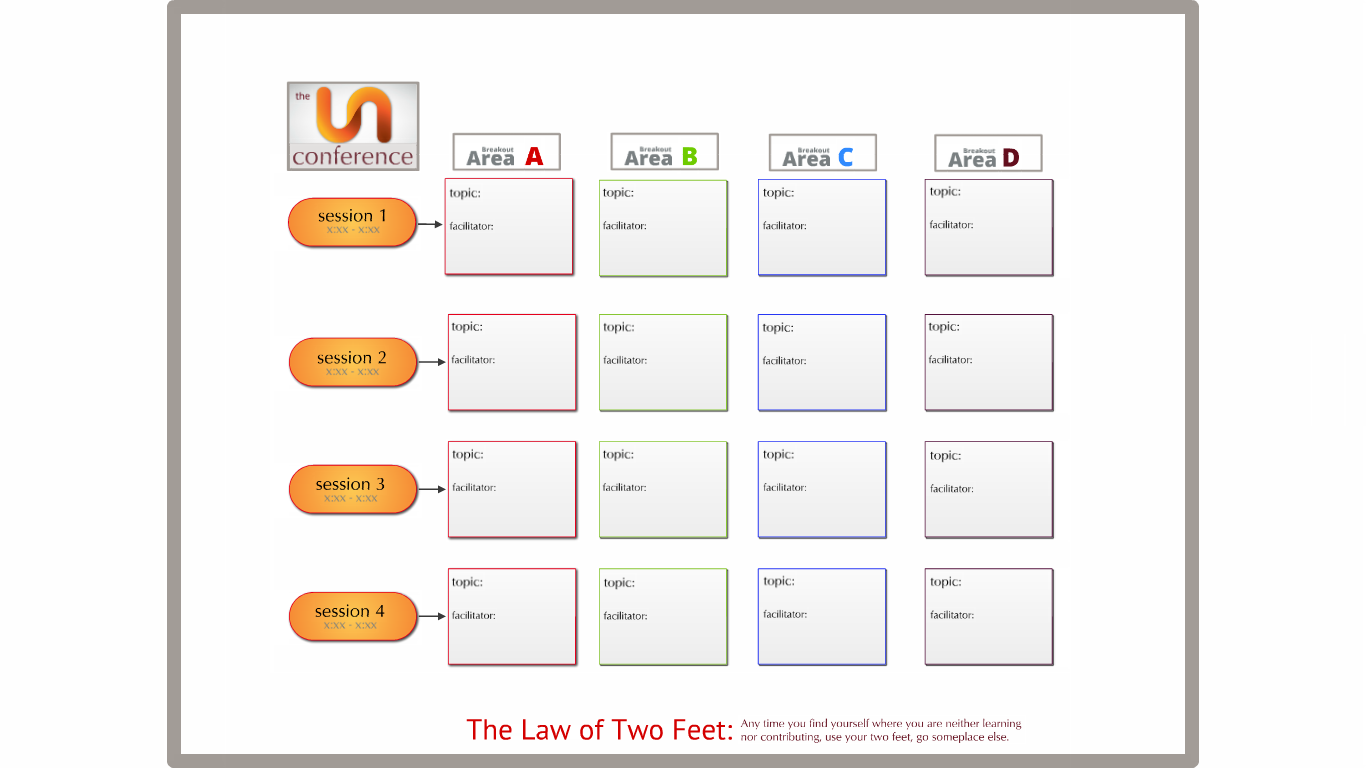 the
conference
Breakout
Area A
Breakout
Area B
Breakout
Area C
Breakout
Area D
session 1
x:xx - x:xx
topic:
facilitator:
topic:
facilitator:
topic:
facilitator:
topic:
facilitator:
session 2
x:xx - x:xx
topic:
facilitator:
topic:
facilitator:
topic:
facilitator:
topic:
facilitator:
session 3
x:xx - x:xx
topic:
facilitator:
topic:
facilitator:
topic:
facilitator:
topic:
facilitator:
session 4
x:xx - x:xx
topic:
facilitator:
topic:
facilitator:
topic:
facilitator:
topic:
facilitator:
The Law of Two Feet:
Any time you find yourself where you are neither learning
nor contributing, use your two feet, go someplace else.